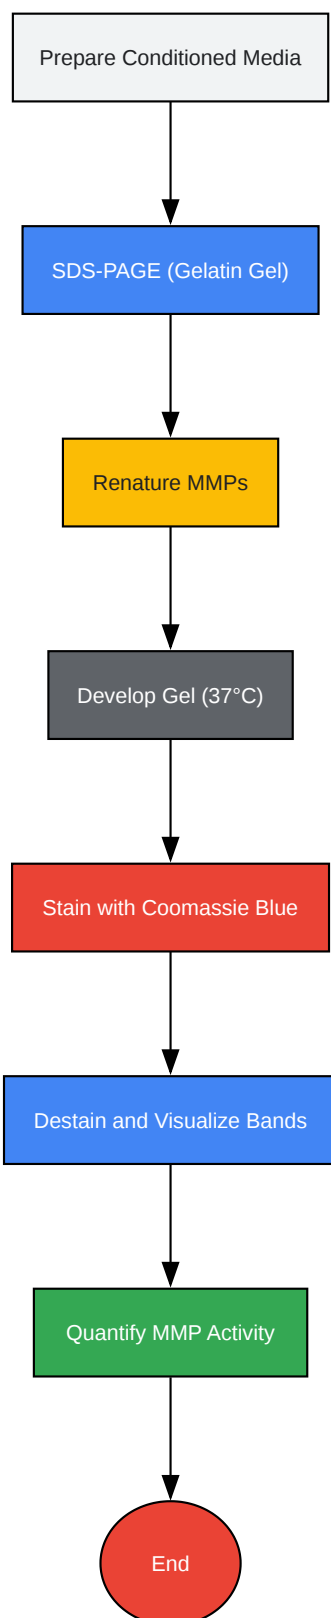 Prepare Conditioned Media
SDS-PAGE (Gelatin Gel)
Renature MMPs
Develop Gel (37°C)
Stain with Coomassie Blue
Destain and Visualize Bands
Quantify MMP Activity
End